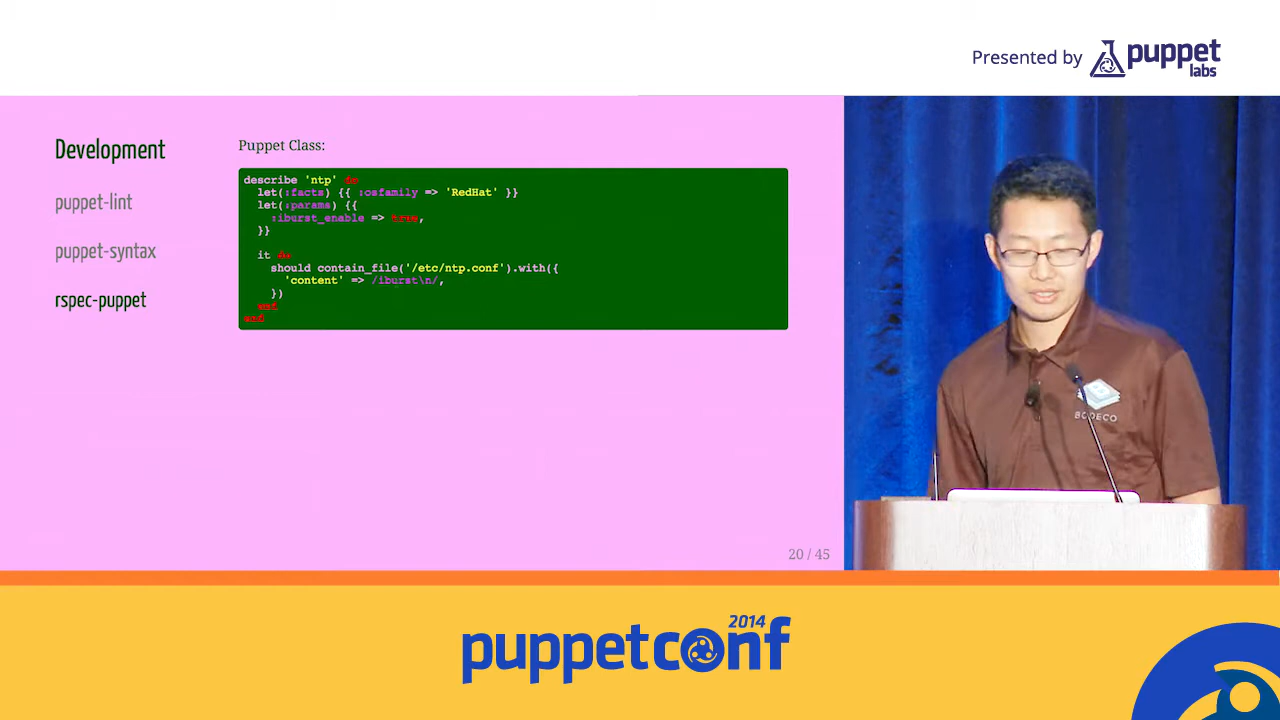 Presented by puppet labs
Development
puppet-lint
puppet-syntax
rspec-puppet
Puppet Class:
describe 'ntp' do
  let(:facts) {{ :osfamily => 'RedHat' }}
  let(:params) {{
    :iburst_enable => true,
  }}
  it do
    should contain_file('/etc/ntp.conf').with({
      'content' => /iburst\n/,
    })
  end
end
20 / 45
BODECO
2014
puppetconf